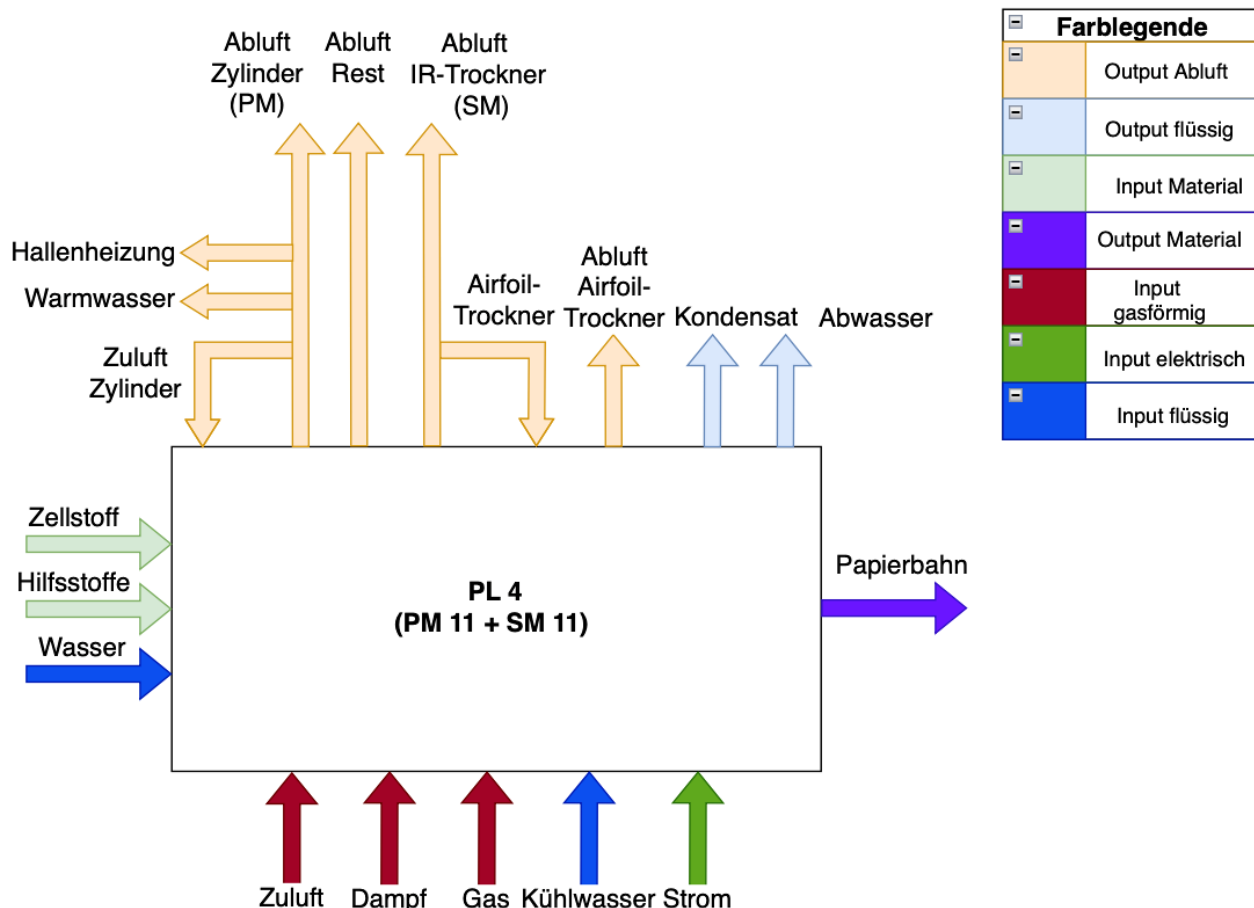 Abluft
Zylinder
(PM)
Abluft
Rest
Abluft
IR-Trockner
(SM)
Hallenheizung
Warmwasser
Zuluft
Zylinder
Airfoil-
Trockner
Abluft
Airfoil-
Trockner
Kondensat
Abwasser
Zellstoff
Hilfsstoffe
Wasser
PL 4
(PM 11 + SM 11)
Papierbahn
Zuluft
Dampf
Gas
Kühlwasser
Strom
Farblegende
Output Abluft
Output flüssig
Input Material
Output Material
Input
gasförmig
Input elektrisch
Input flüssig